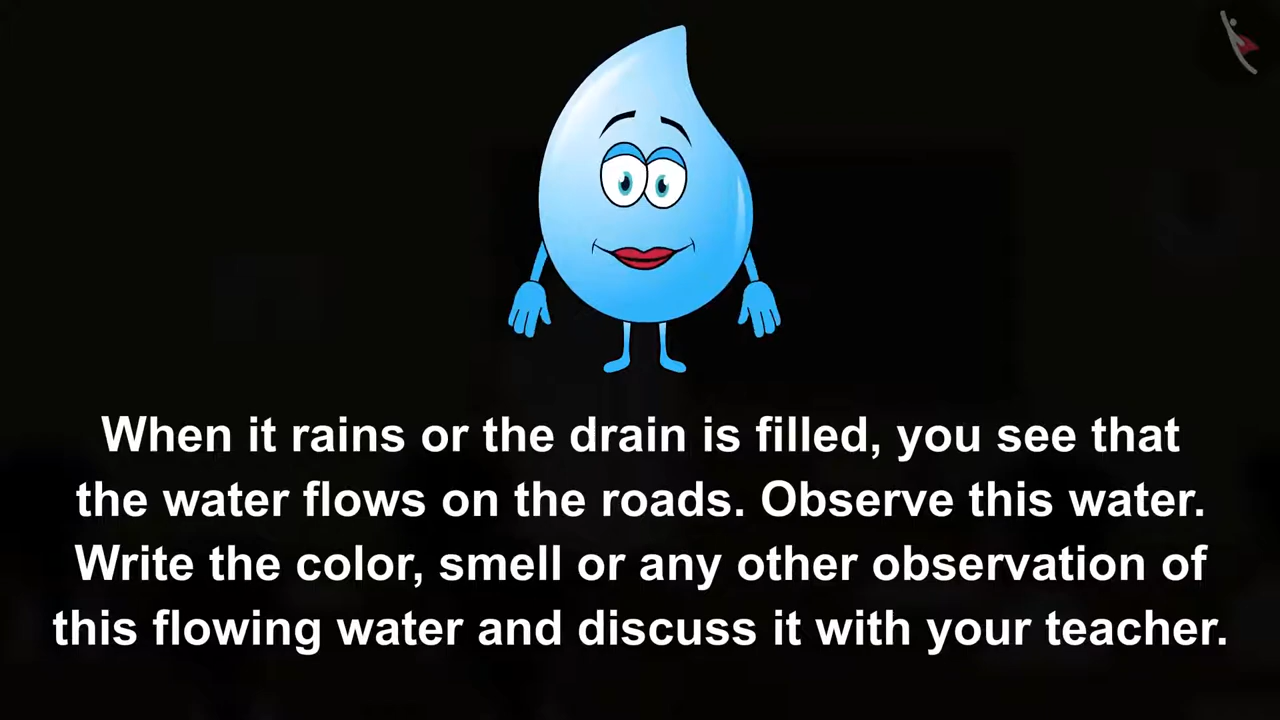 When it rains or the drain is filled, you see that
the water flows on the roads. Observe this water.
Write the color, smell or any other observation of
this flowing water and discuss it with your teacher.